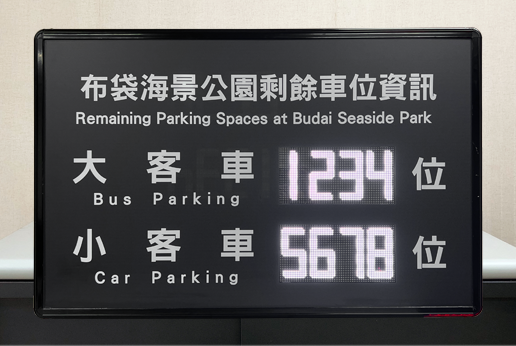 布袋海景公園剩餘車位資訊
Remaining Parking Spaces at Budai Seaside Park
大客車 1234 位
Bus Parking
小客車 5678 位
Car Parking